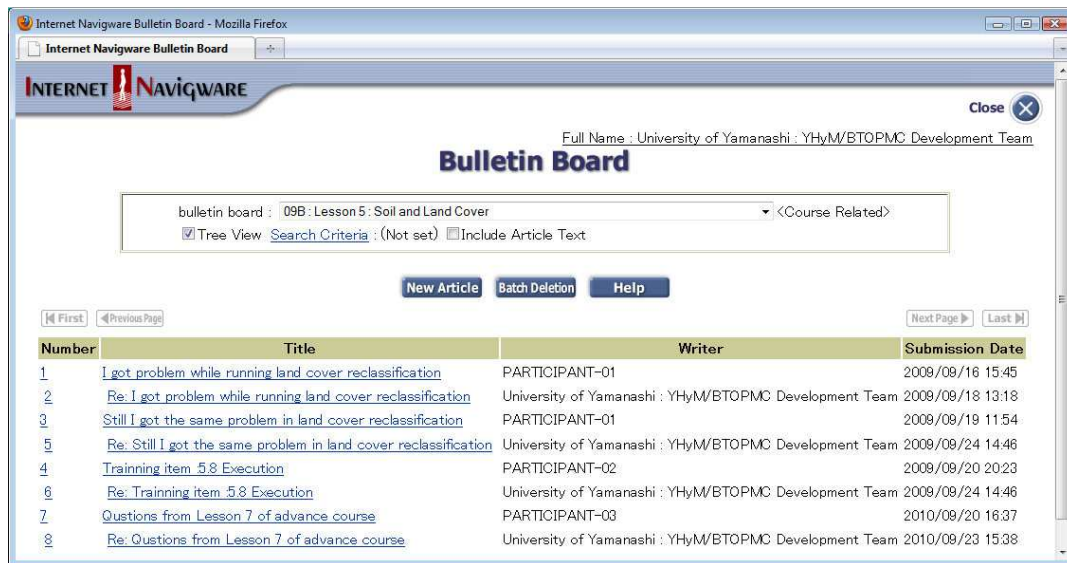 Internet Navigware Bulletin Board - Mozilla Firefox
Internet Navigware Bulletin Board
INTERNET NAVIGWARE
Close
Full Name : University of Yamanashi : YHyM/BTOPMC Development Team
Bulletin Board
bulletin board : 09B : Lesson 5 : Soil and Land Cover <Course Related>
Tree View Search Criteria : (Not set) Include Article Text
New Article Batch Deletion Help
First Previous Page Next Page Last
Number Title Writer Submission Date
1 I got problem while running land cover reclassification PARTICIPANT-01 2009/09/16 15:45
2 Re: I got problem while running land cover reclassification University of Yamanashi : YHyM/BTOPMC Development Team 2009/09/18 13:18
3 Still I got the same problem in land cover reclassification PARTICIPANT-01 2009/09/19 11:54
5 Re: Still I got the same problem in land cover reclassification University of Yamanashi : YHyM/BTOPMC Development Team 2009/09/24 14:46
4 Trainning item :5.8 Execution PARTICIPANT-02 2009/09/20 20:23
6 Re: Trainning item :5.8 Execution University of Yamanashi : YHyM/BTOPMC Development Team 2009/09/24 14:46
7 Qustions from Lesson 7 of advance course PARTICIPANT-03 2010/09/20 16:37
8 Re: Qustions from Lesson 7 of advance course University of Yamanashi : YHyM/BTOPMC Development Team 2010/09/23 15:38